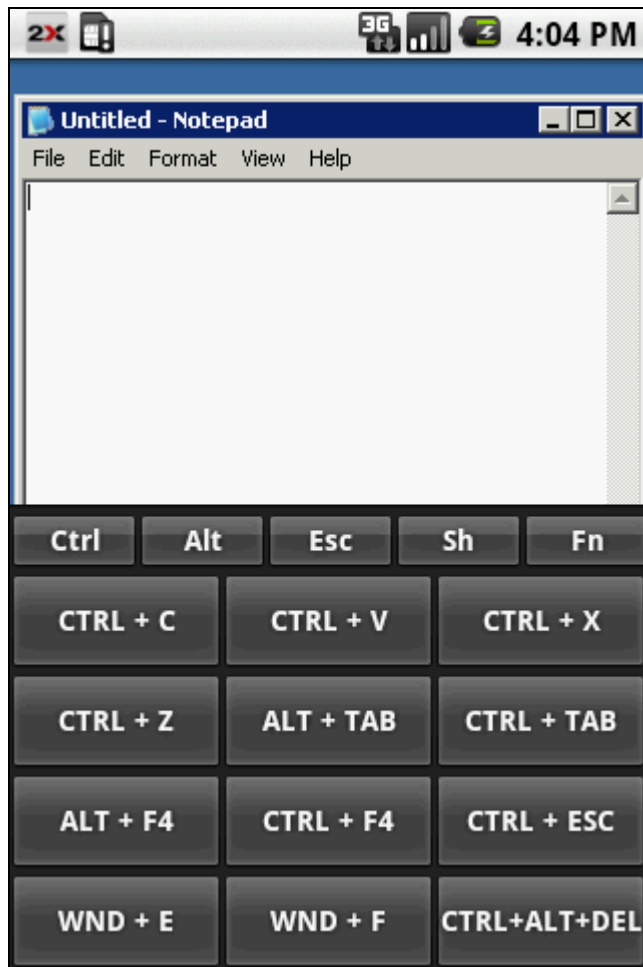 2X 3G 4:04 PM
Untitled - Notepad
File Edit Format View Help
Ctrl Alt Esc Sh Fn
CTRL + C CTRL + V CTRL + X
CTRL + Z ALT + TAB CTRL + TAB
ALT + F4 CTRL + F4 CTRL + ESC
WND + E WND + F CTRL+ALT+DEL